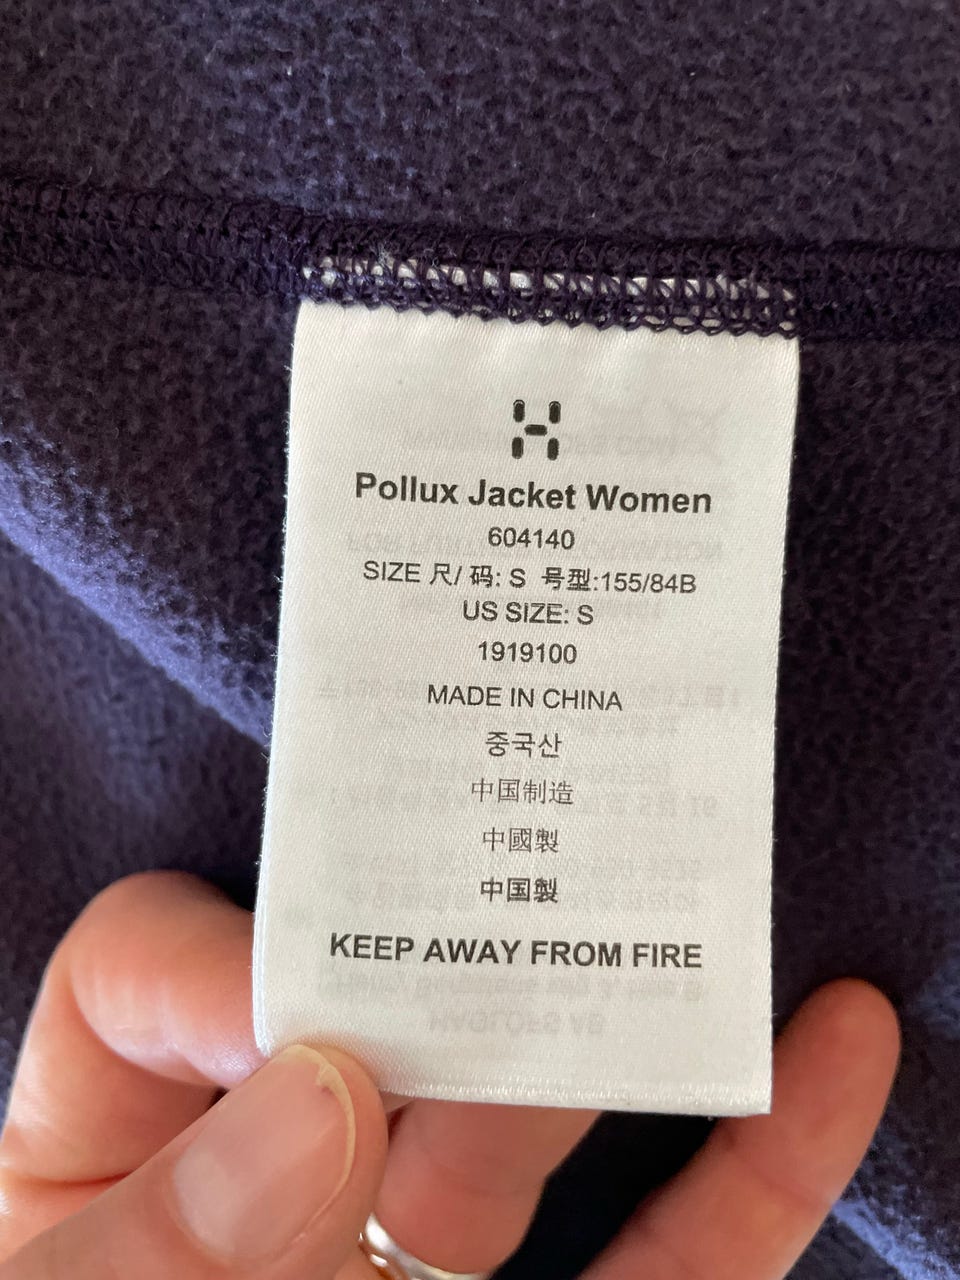 Pollux Jacket Women
604140
SIZE 尺/ 码: S 号型:155/84B
US SIZE: S
1919100
MADE IN CHINA
중국산
中国制造
中國製
中国製
KEEP AWAY FROM FIRE